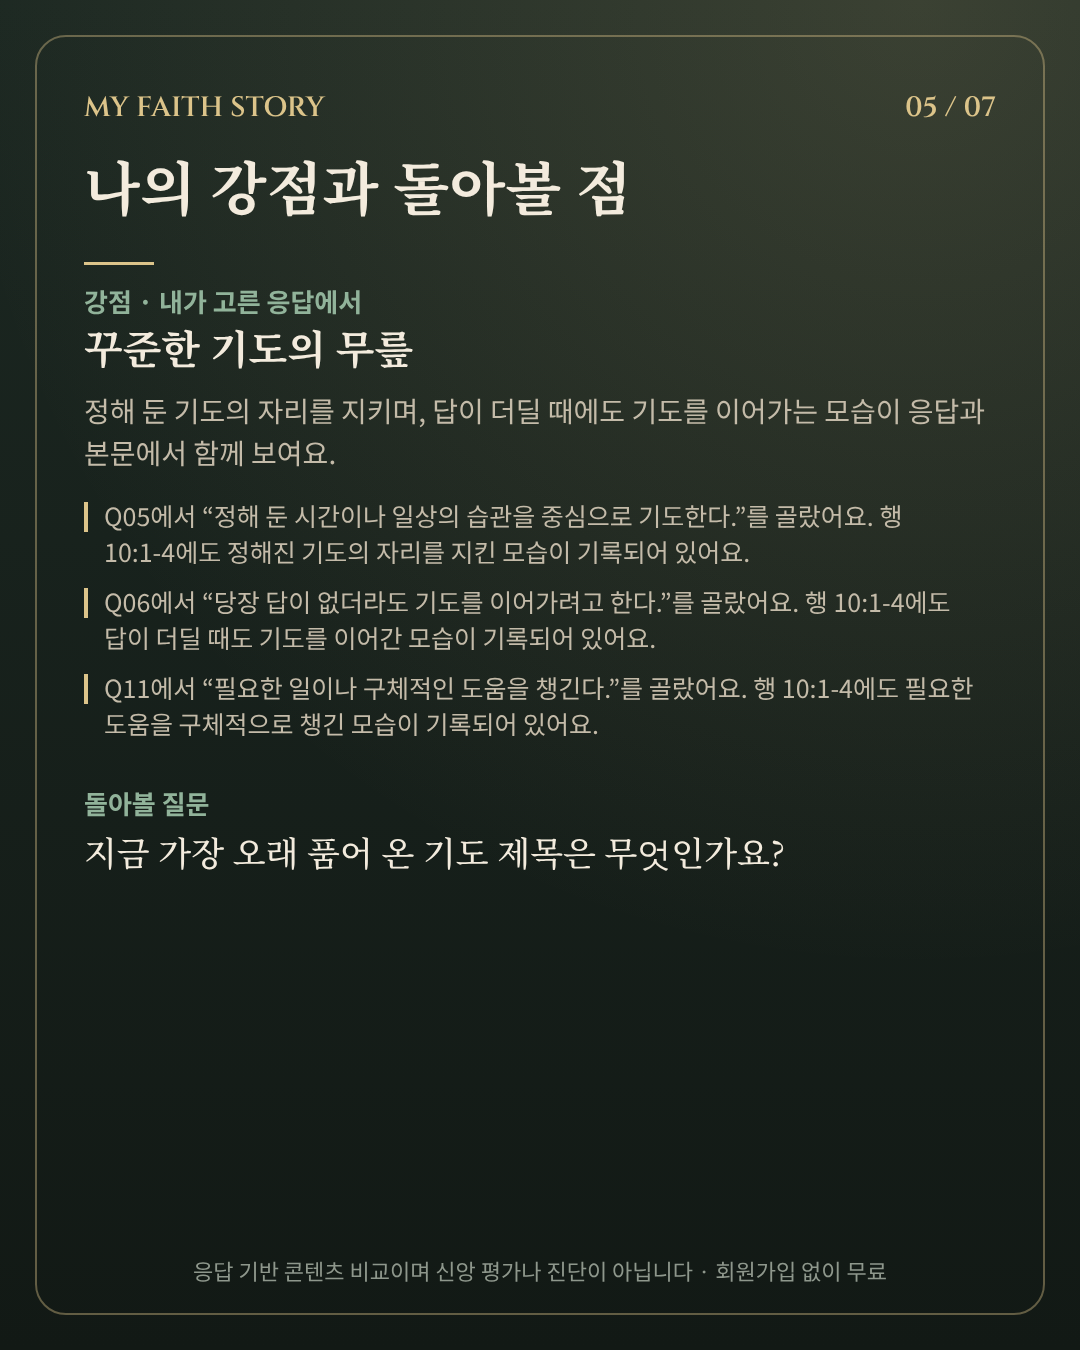 MY FAITH STORY
05 / 07
나의 강점과 돌아볼 점
강점 · 내가 고른 응답에서
꾸준한 기도의 무릎
정해 둔 기도의 자리를 지키며, 답이 더딜 때에도 기도를 이어가는 모습이 응답과
본문에서 함께 보여요.
Q05에서 “정해 둔 시간이나 일상의 습관을 중심으로 기도한다.”를 골랐어요. 행
10:1-4에도 정해진 기도의 자리를 지킨 모습이 기록되어 있어요.
Q06에서 “당장 답이 없더라도 기도를 이어가려고 한다.”를 골랐어요. 행 10:1-4에도
답이 더딜 때도 기도를 이어간 모습이 기록되어 있어요.
Q11에서 “필요한 일이나 구체적인 도움을 챙긴다.”를 골랐어요. 행 10:1-4에도 필요한
도움을 구체적으로 챙긴 모습이 기록되어 있어요.
돌아볼 질문
지금 가장 오래 품어 온 기도 제목은 무엇인가요?
응답 기반 콘텐츠 비교이며 신앙 평가나 진단이 아닙니다 · 회원가입 없이 무료